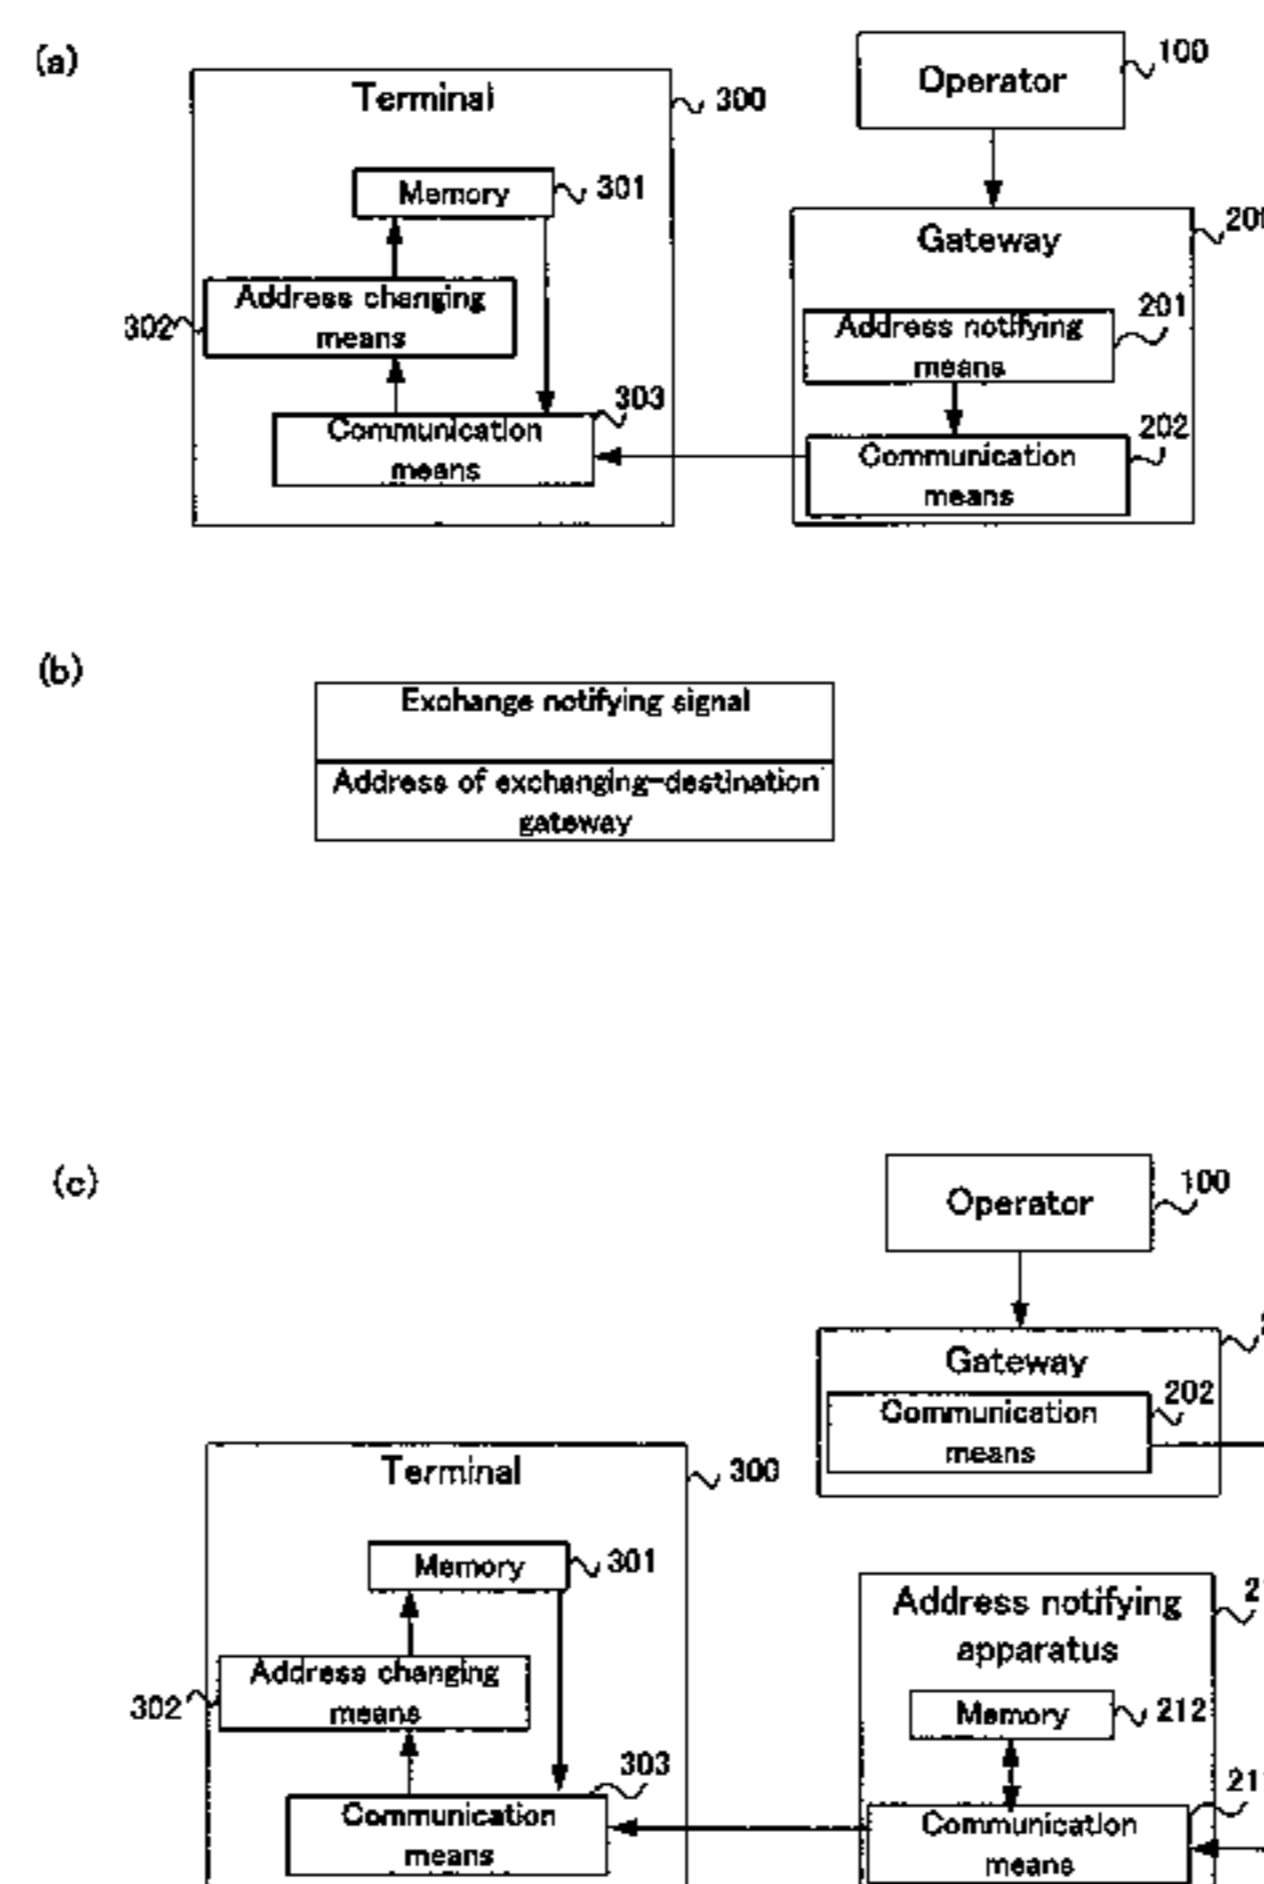 (a)
Operator
100
Terminal
300
Memory
301
Gateway
Address changing
means
302
Address notifying
means
201
303
Communication
means
202
Communication
means
(b)
Exchange notifying signal
Address of exchanging-destination
gateway
(c)
Operator
100
Gateway
202
Communication
means
Terminal
300
Memory
301
Address notifying
apparatus
Address changing
means
302
Memory
212
303
Communication
means
Communication
means